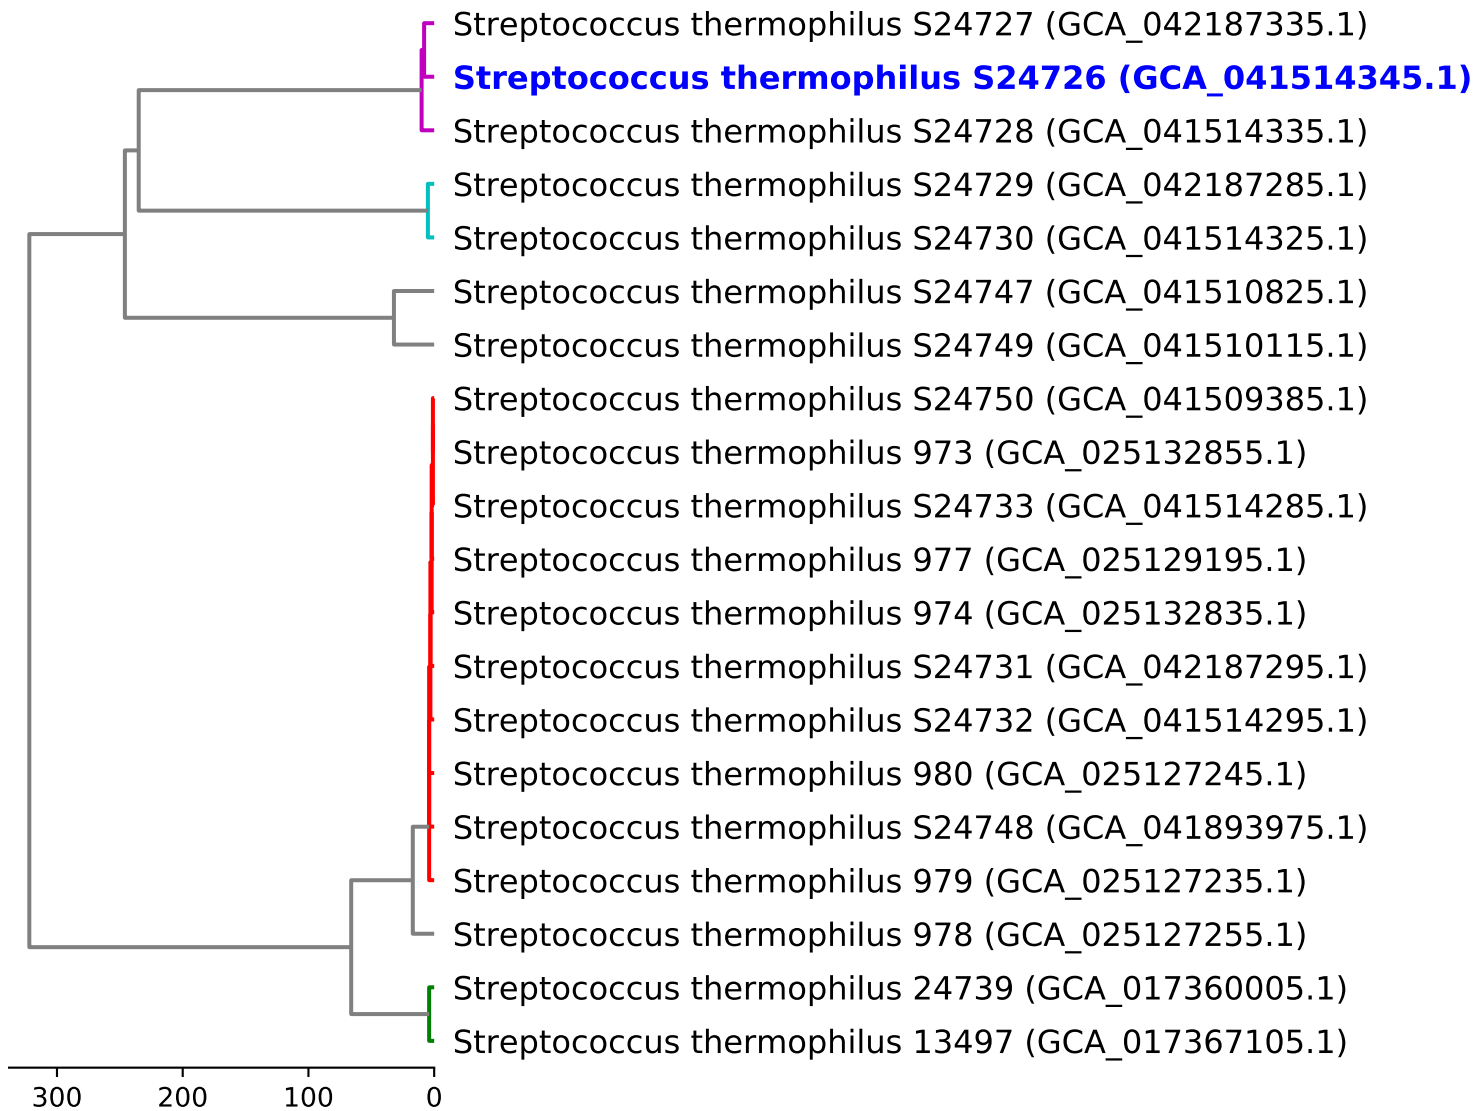 Streptococcus thermophilus S24727 (GCA_042187335.1)
Streptococcus thermophilus S24726 (GCA_041514345.1)
Streptococcus thermophilus S24728 (GCA_041514335.1)
Streptococcus thermophilus S24729 (GCA_042187285.1)
Streptococcus thermophilus S24730 (GCA_041514325.1)
Streptococcus thermophilus S24747 (GCA_041510825.1)
Streptococcus thermophilus S24749 (GCA_041510115.1)
Streptococcus thermophilus S24750 (GCA_041509385.1)
Streptococcus thermophilus 973 (GCA_025132855.1)
Streptococcus thermophilus S24733 (GCA_041514285.1)
Streptococcus thermophilus 977 (GCA_025129195.1)
Streptococcus thermophilus 974 (GCA_025132835.1)
Streptococcus thermophilus S24731 (GCA_042187295.1)
Streptococcus thermophilus S24732 (GCA_041514295.1)
Streptococcus thermophilus 980 (GCA_025127245.1)
Streptococcus thermophilus S24748 (GCA_041893975.1)
Streptococcus thermophilus 979 (GCA_025127235.1)
Streptococcus thermophilus 978 (GCA_025127255.1)
Streptococcus thermophilus 24739 (GCA_017360005.1)
Streptococcus thermophilus 13497 (GCA_017367105.1)
300 200 100 0